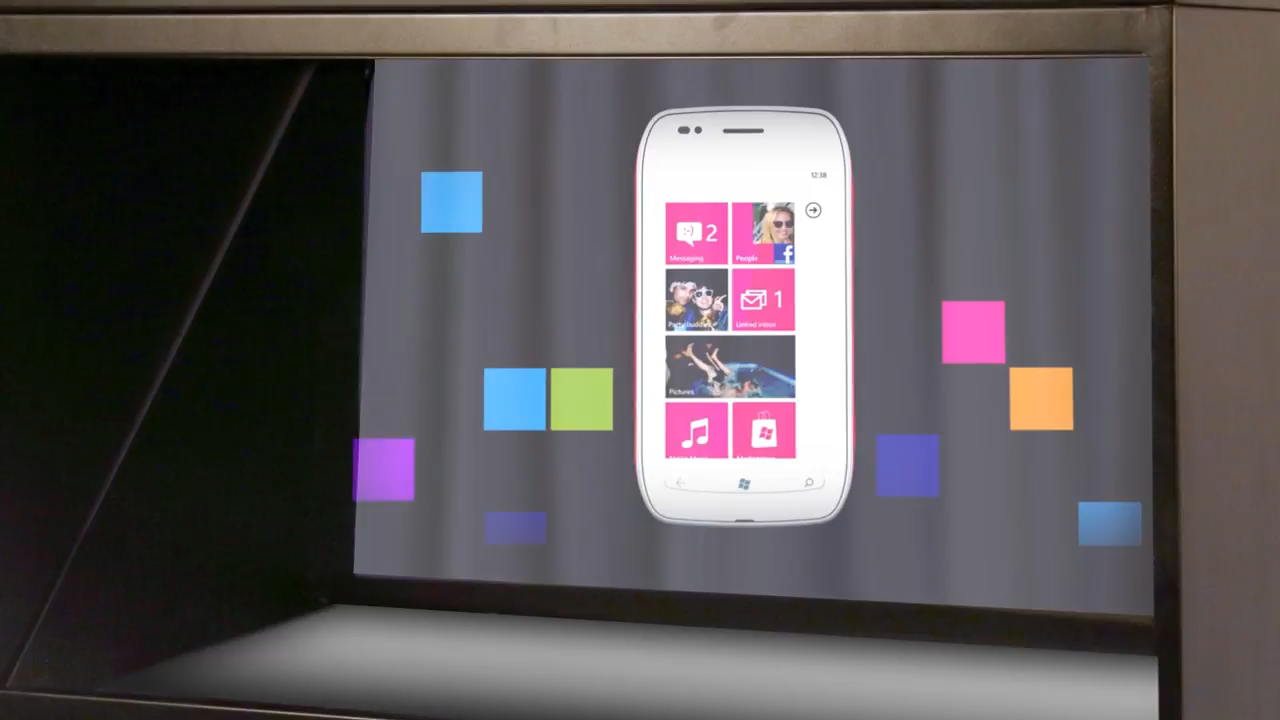 12:38
2
Messaging
People
f
1
Linked inbox
Pictures